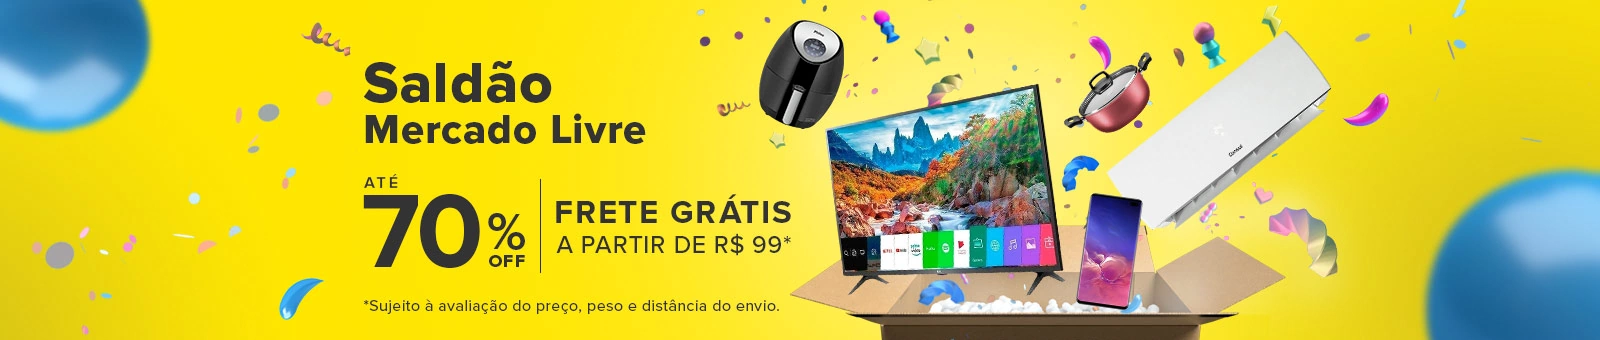 Saldão
Mercado Livre
ATÉ
70%
OFF
FRETE GRÁTIS
A PARTIR DE R$ 99*
*Sujeito à avaliação do preço, peso e distância do envio.
Consul